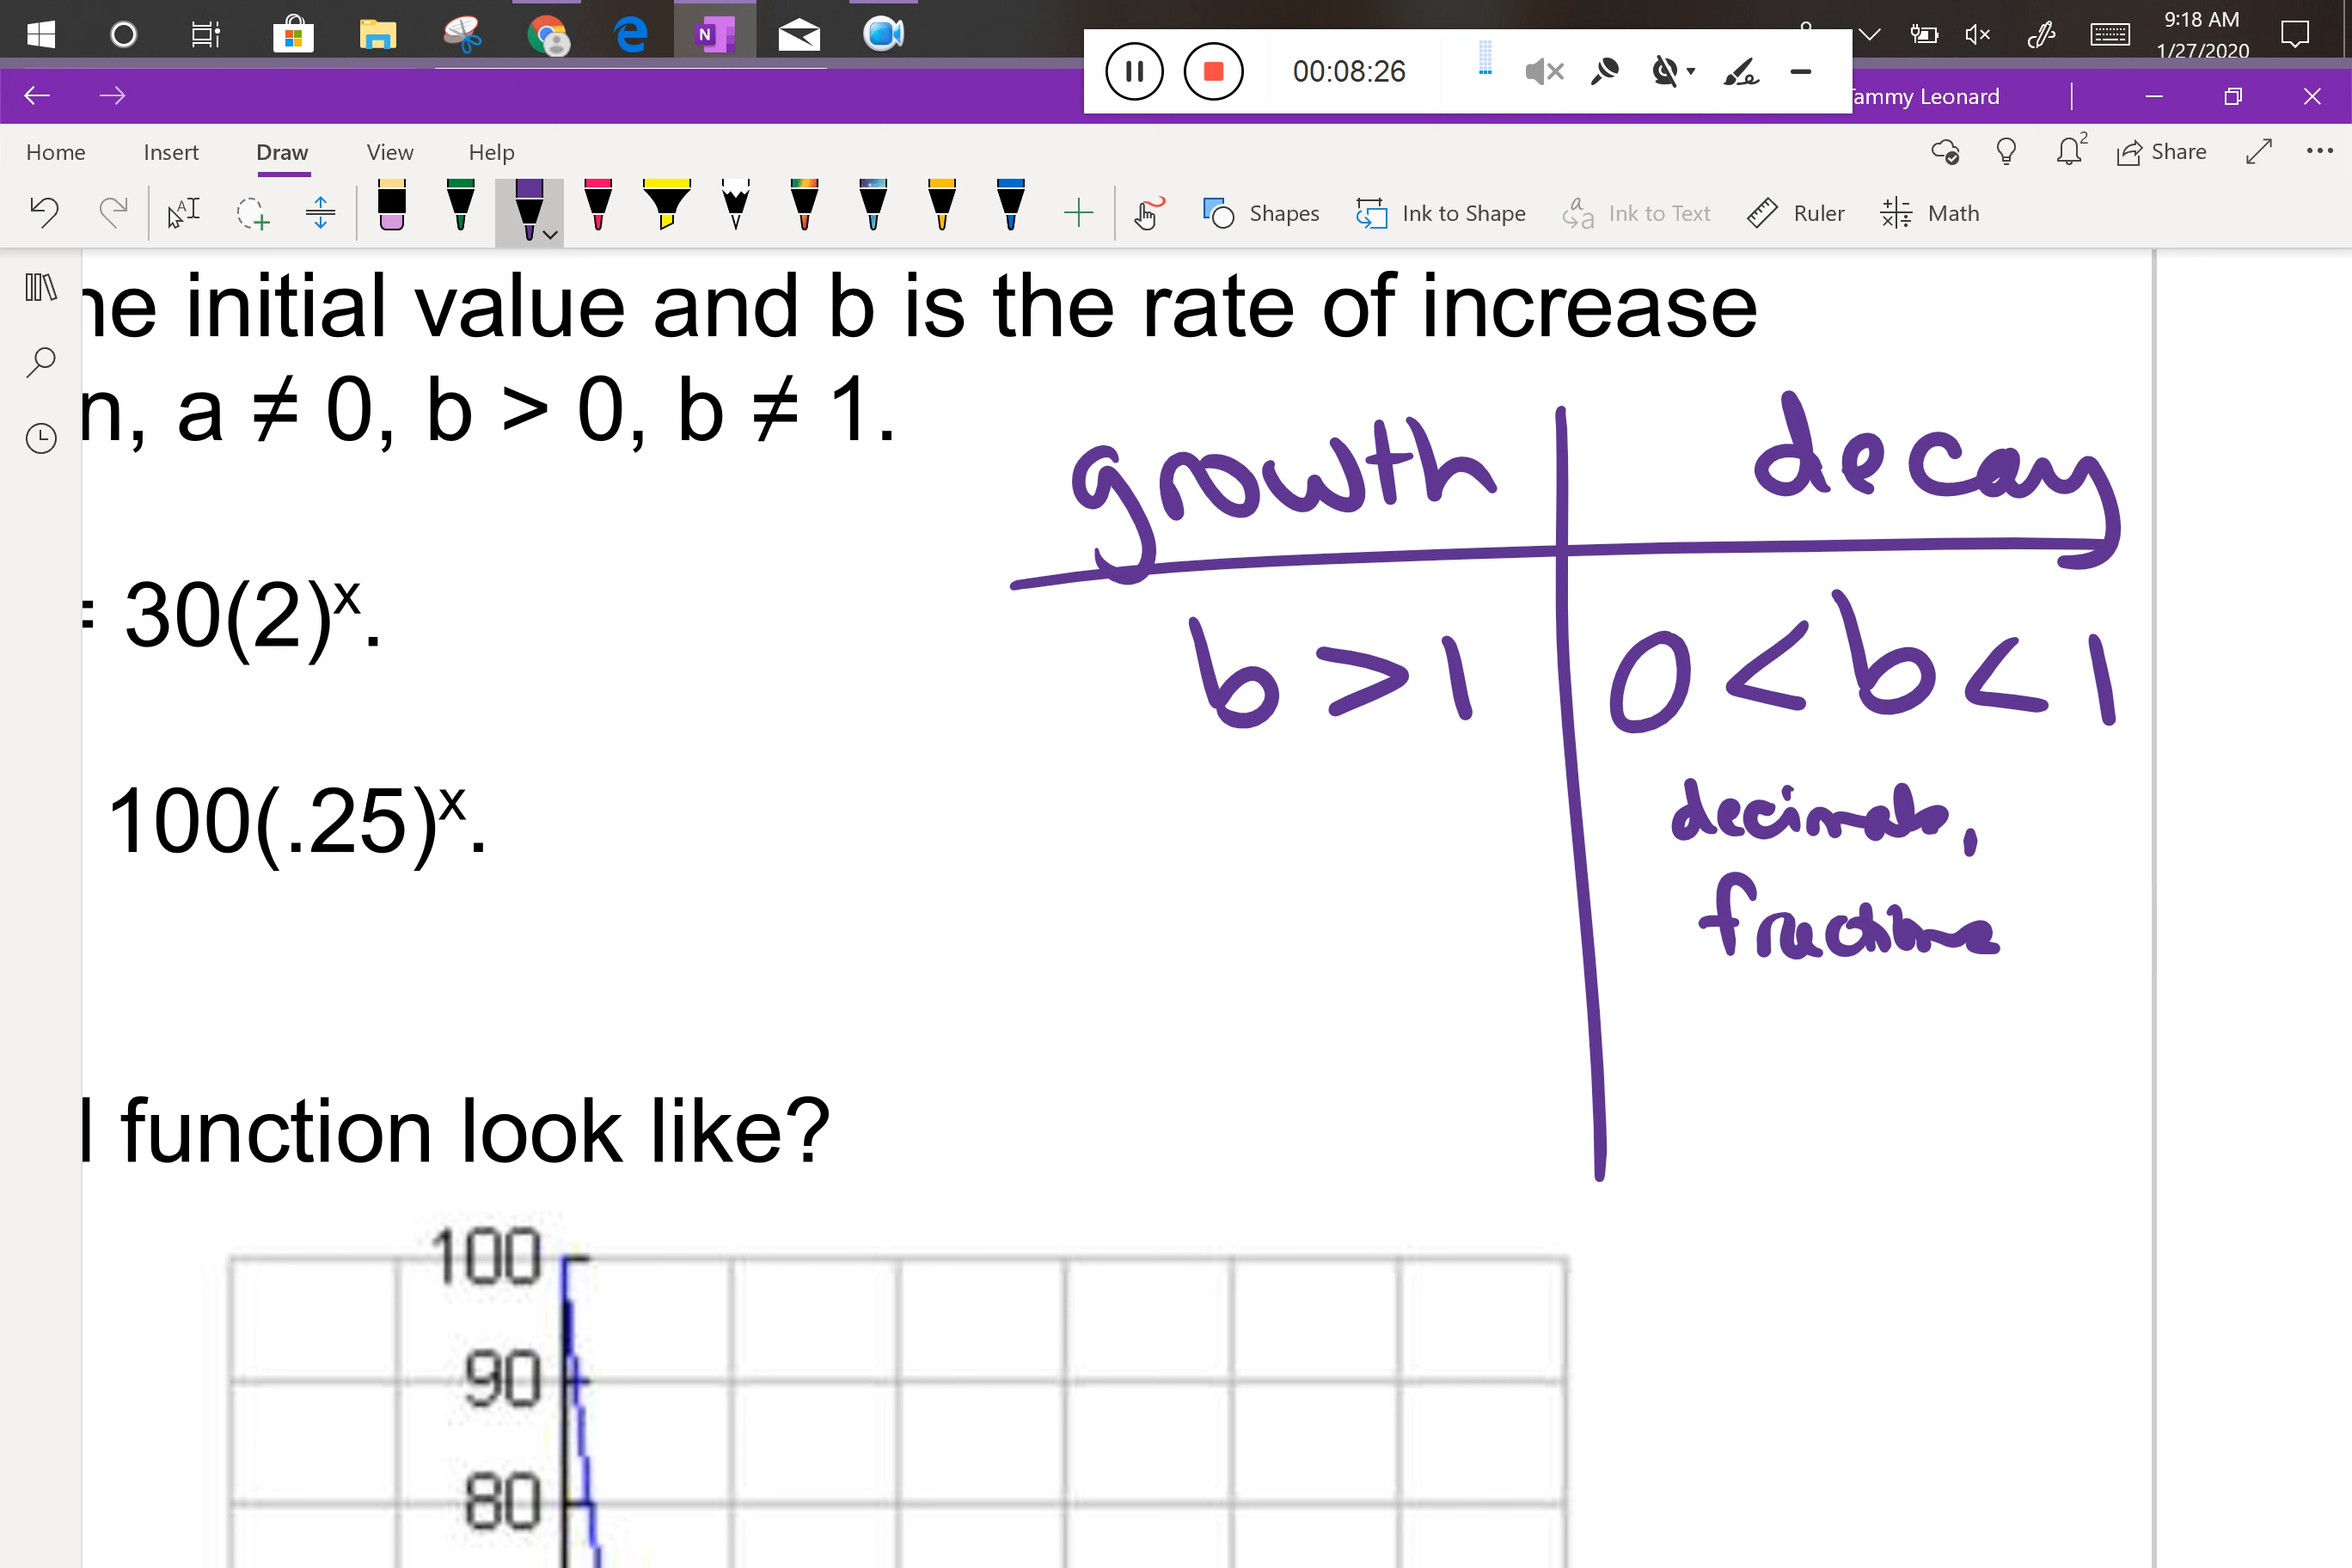 9:18 AM
1/27/2020
00:08:26
Tammy Leonard
Home Insert Draw View Help
2 Share
Shapes Ink to Shape Ink to Text Ruler Math
he initial value and b is the rate of increase
n, a ≠ 0, b > 0, b ≠ 1.
growth decay
= 30(2)ˣ.
b > 1 0 < b < 1
100(.25)ˣ.
decimals,
fractions
l function look like?
100
90
80